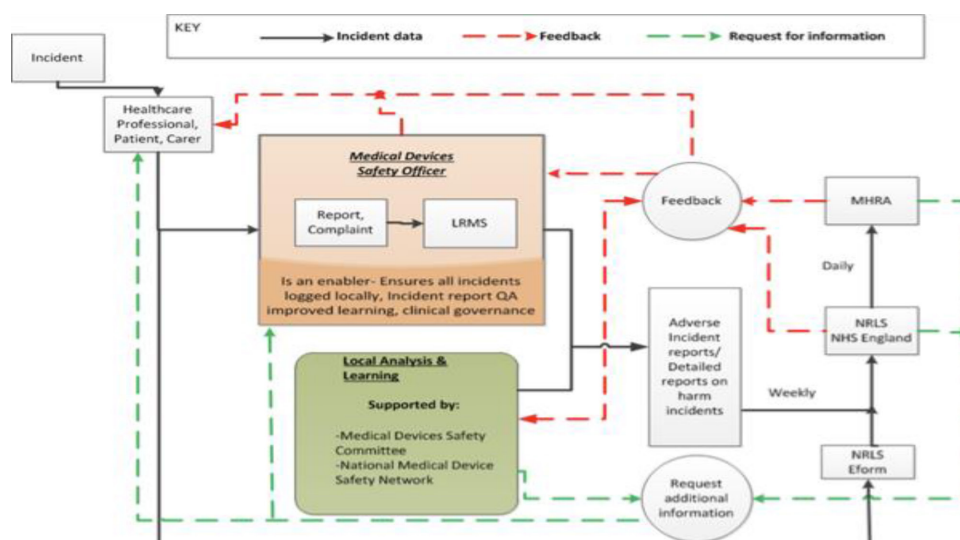 KEY
Incident data
Feedback
Request for information
Incident
Healthcare
Professional,
Patient, Carer
Medical Devices
Safety Officer
Report,
Complaint
LRMS
Is an enabler- Ensures all incidents
logged locally, Incident report QA
improved learning, clinical governance
Feedback
MHRA
Daily
NRLS
NHS England
Adverse
Incident
reports/
Detailed
reports on
harm
incidents
Weekly
Local Analysis &
Learning
Supported by:
-Medical Devices Safety
Committee
-National Medical Device
Safety Network
NRLS
Eform
Request
additional
information